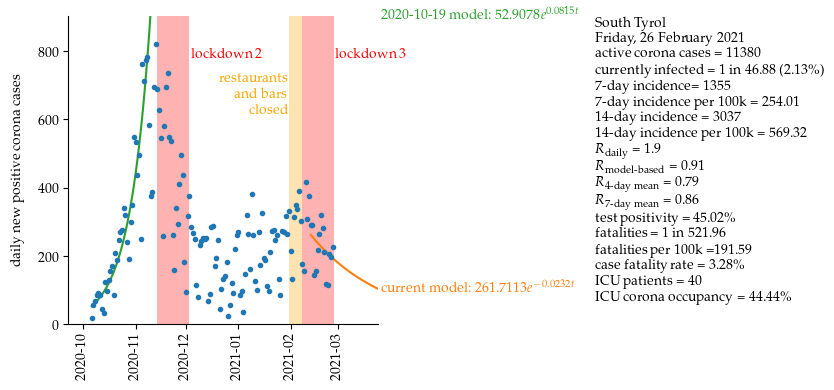 2020-10-19 model: 52.9078e^0.0815t
800
600
400
200
0
daily new positive corona cases
lockdown 2
restaurants
and bars
closed
lockdown 3
current model: 261.7113e^−0.0232t
2020-10
2020-11
2020-12
2021-01
2021-02
2021-03
South Tyrol
Friday, 26 February 2021
active corona cases = 11380
currently infected = 1 in 46.88 (2.13%)
7-day incidence= 1355
7-day incidence per 100k = 254.01
14-day incidence = 3037
14-day incidence per 100k = 569.32
R daily = 1.9
R model-based = 0.91
R 4-day mean = 0.79
R 7-day mean = 0.86
test positivity = 45.02%
fatalities = 1 in 521.96
fatalities per 100k =191.59
case fatality rate = 3.28%
ICU patients = 40
ICU corona occupancy = 44.44%